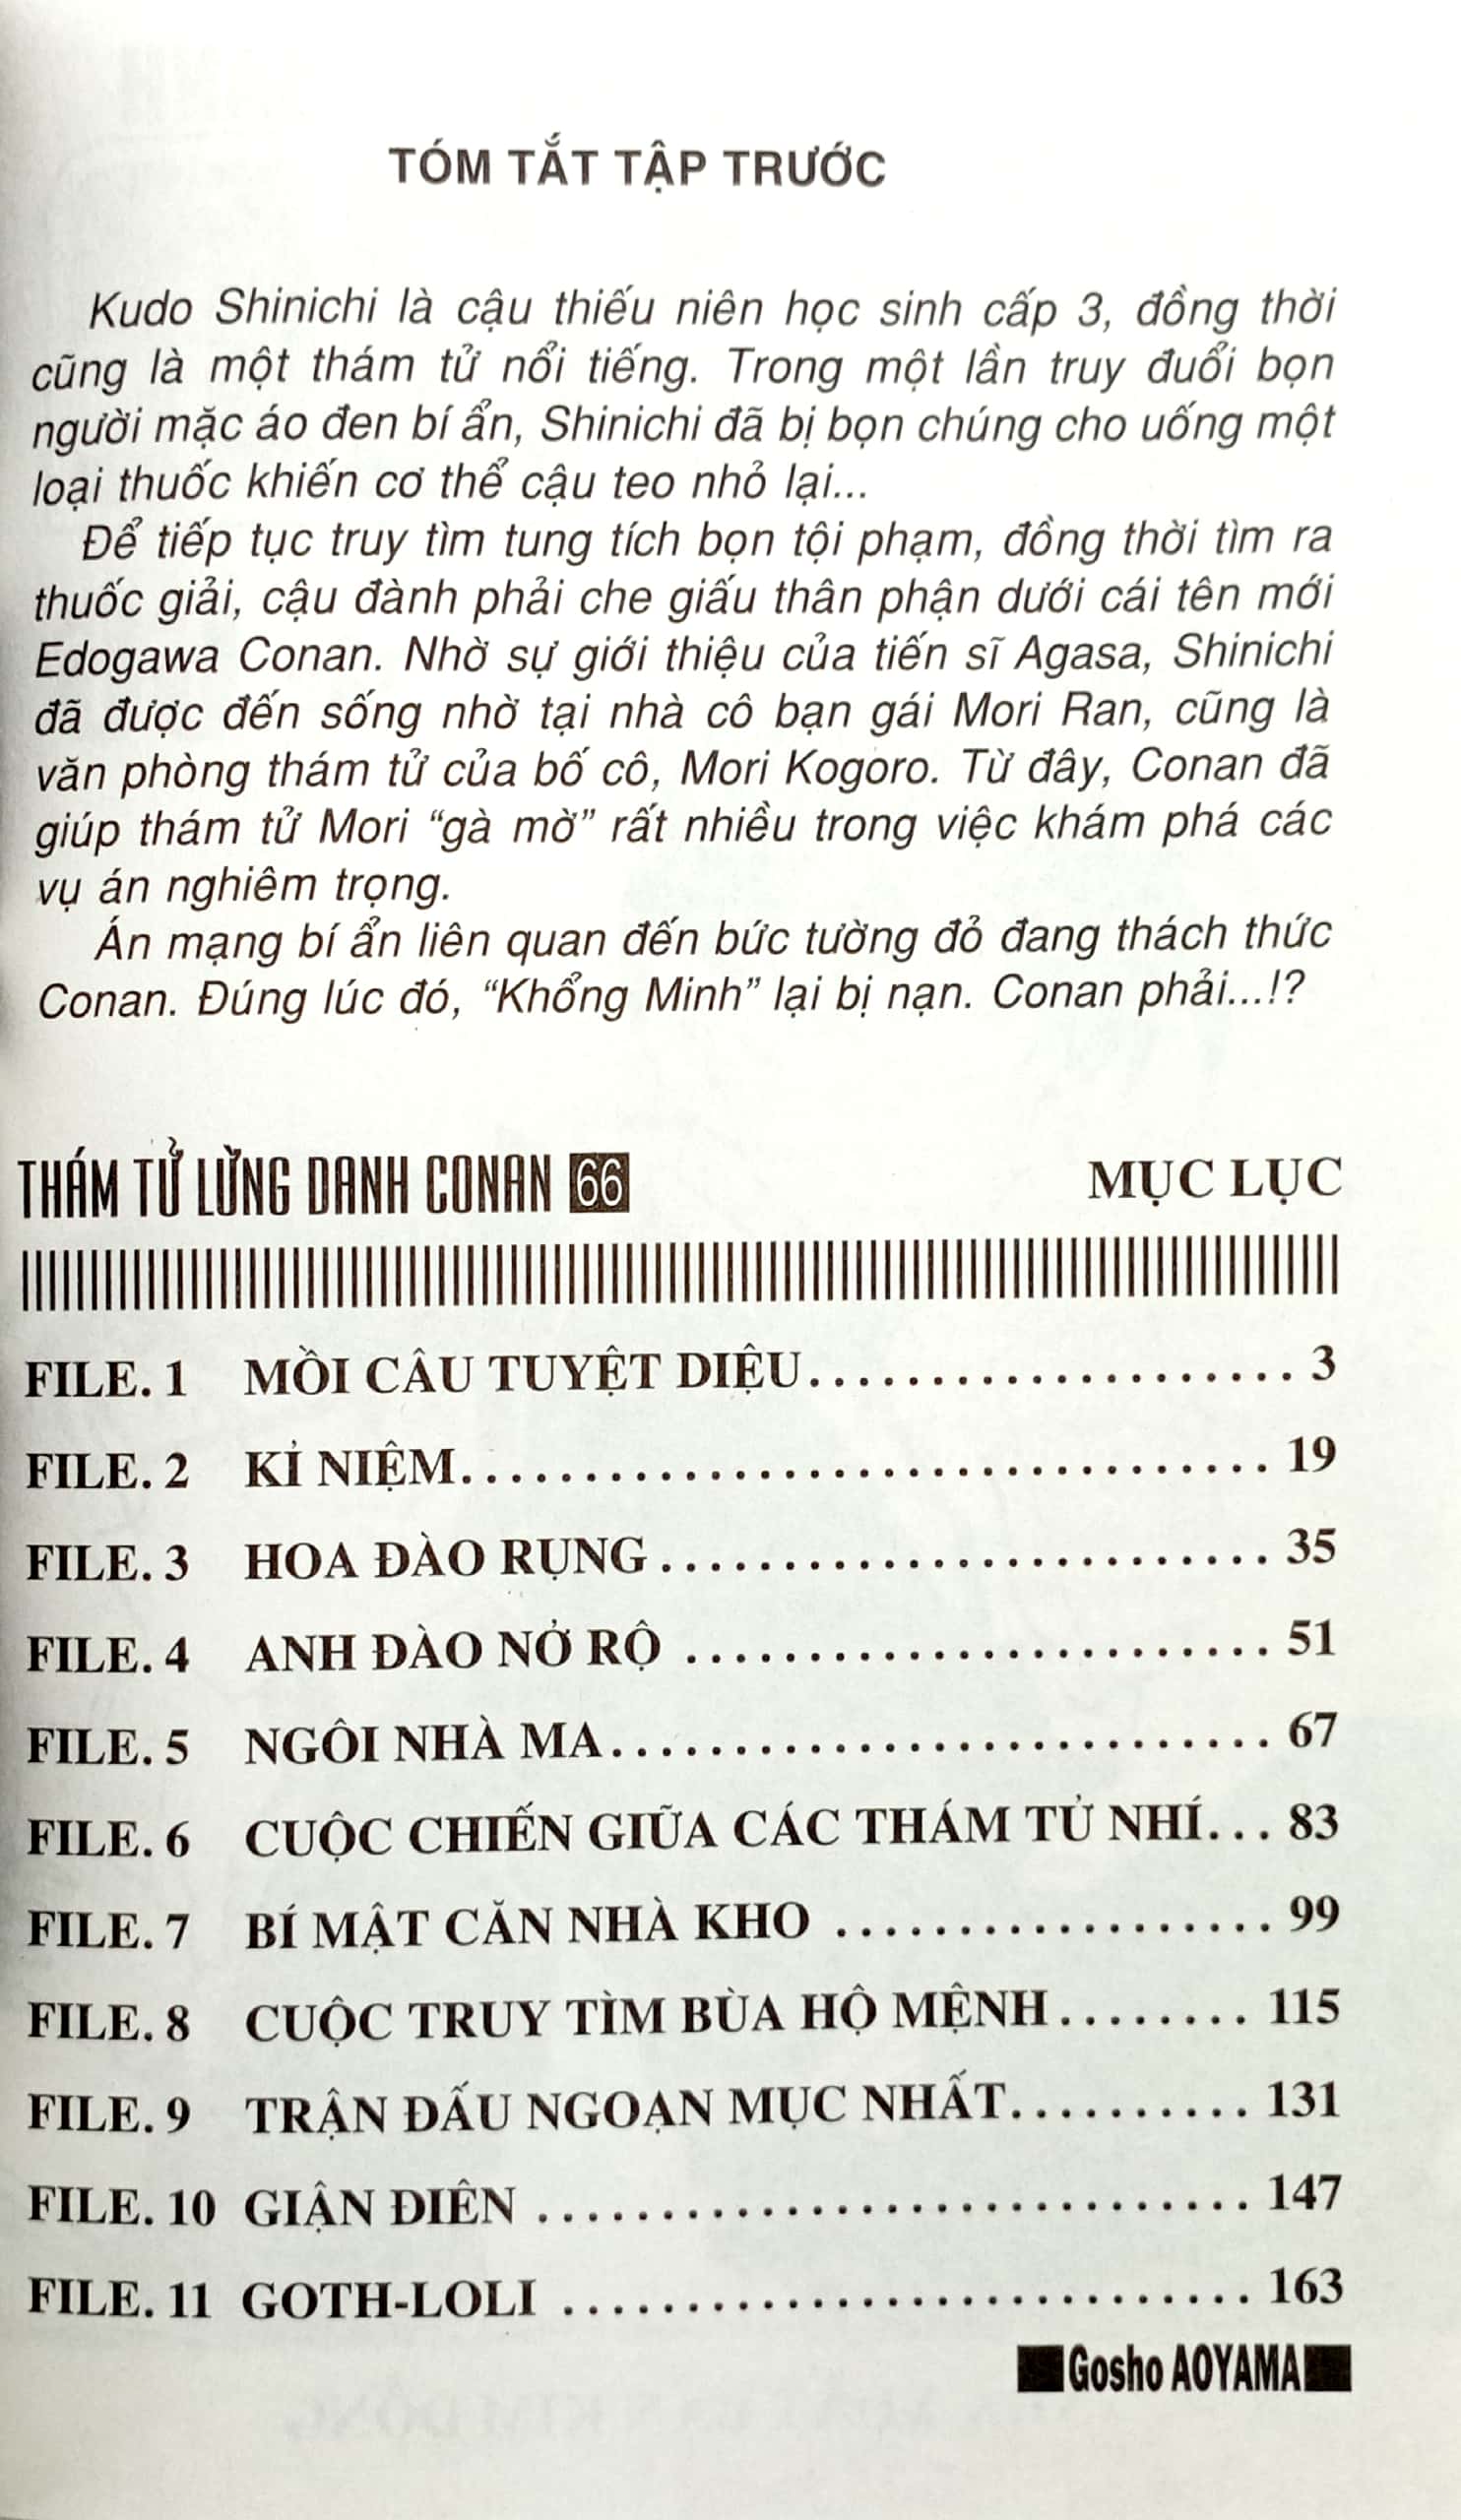 TÓM TẮT TẬP TRƯỚC
Kudo Shinichi là cậu thiếu niên học sinh cấp 3, đồng thời
cũng là một thám tử nổi tiếng. Trong một lần truy đuổi bọn
người mặc áo đen bí ẩn, Shinichi đã bị bọn chúng cho uống một
loại thuốc khiến cơ thể cậu teo nhỏ lại...
Để tiếp tục truy tìm tung tích bọn tội phạm, đồng thời tìm ra
thuốc giải, cậu đành phải che giấu thân phận dưới cái tên mới
Edogawa Conan. Nhờ sự giới thiệu của tiến sĩ Agasa, Shinichi
đã được đến sống nhờ tại nhà cô bạn gái Mori Ran, cũng là
văn phòng thám tử của bố cô, Mori Kogoro. Từ đây, Conan đã
giúp thám tử Mori “gà mờ” rất nhiều trong việc khám phá các
vụ án nghiêm trọng.
Án mạng bí ẩn liên quan đến bức tường đỏ đang thách thức
Conan. Đúng lúc đó, “Khổng Minh” lại bị nạn. Conan phải...!?
THÁM TỬ LỪNG DANH CONAN 66 MỤC LỤC
FILE. 1 MỒI CÂU TUYỆT DIỆU.................... 3
FILE. 2 KỈ NIỆM................................. 19
FILE. 3 HOA ĐÀO RỤNG......................... 35
FILE. 4 ANH ĐÀO NỞ RỘ ........................ 51
FILE. 5 NGÔI NHÀ MA........................... 67
FILE. 6 CUỘC CHIẾN GIỮA CÁC THÁM TỬ NHÍ... 83
FILE. 7 BÍ MẬT CĂN NHÀ KHO .................. 99
FILE. 8 CUỘC TRUY TÌM BÙA HỘ MỆNH........ 115
FILE. 9 TRẬN ĐẤU NGOẠN MỤC NHẤT.......... 131
FILE. 10 GIẬN ĐIÊN ............................. 147
FILE. 11 GOTH-LOLI ............................ 163
Gosho AOYAMA